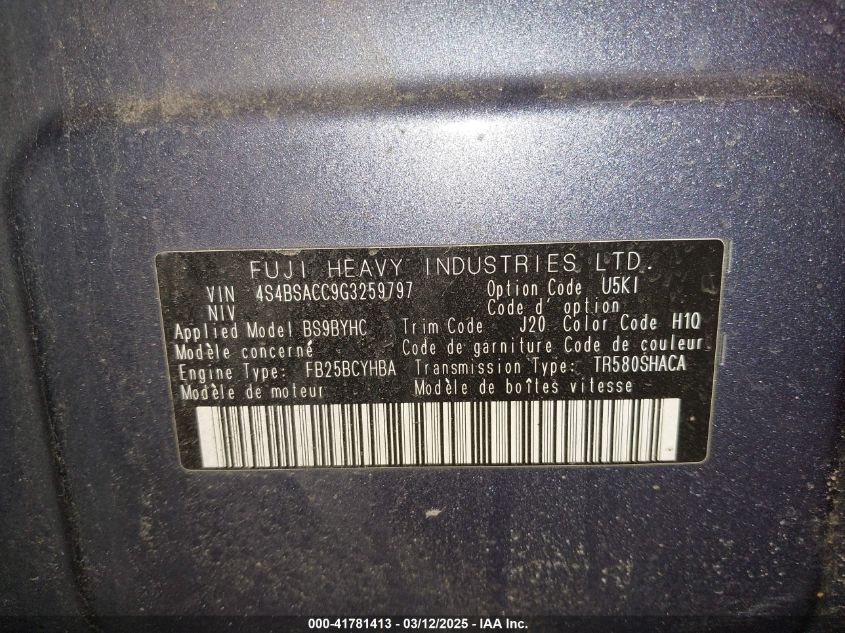 FUJI HEAVY INDUSTRIES LTD.
VIN 4S4BSACC9G3259797 Option Code U5KI
NIV Code d' option
Applied Model BS9BYHC Trim Code J20 Color Code H1Q
Modèle concerné Code de garniture Code de couleur
Engine Type: FB25BCYHBA Transmission Type: TR580SHACA
Modèle de moteur Modèle de boîtes vitesse
000-41781413 - 03/12/2025 - IAA Inc.